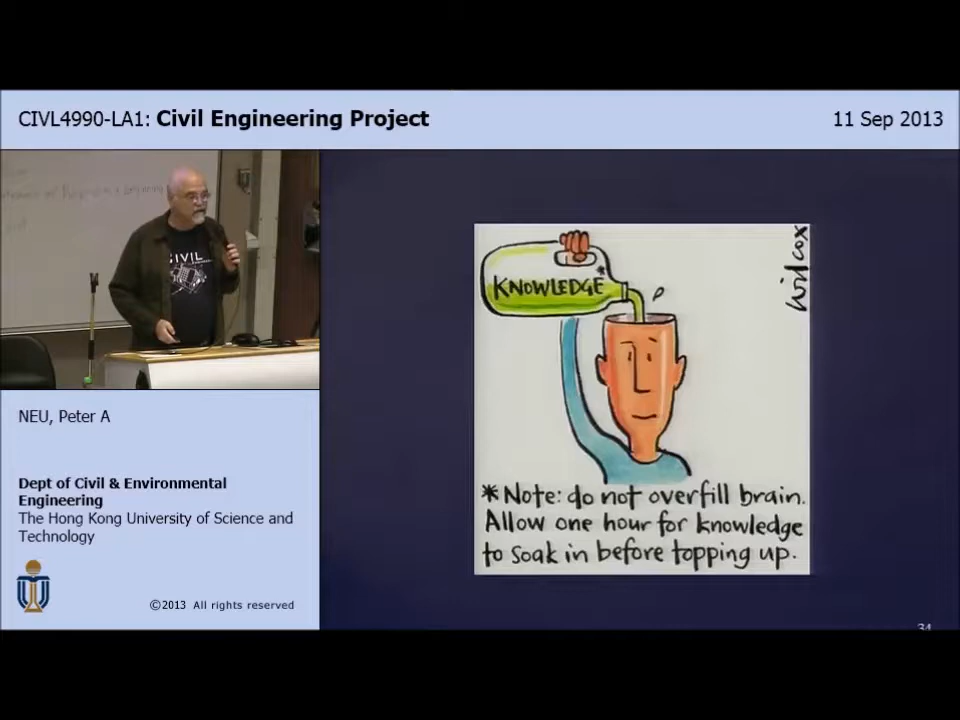 CIVL4990-LA1: Civil Engineering Project
11 Sep 2013
CIVIL
NEU, Peter A
Dept of Civil & Environmental
Engineering
The Hong Kong University of Science and
Technology
©2013 All rights reserved
wilcox
KNOWLEDGE*
*Note: do not overfill brain.
Allow one hour for knowledge
to soak in before topping up.
34